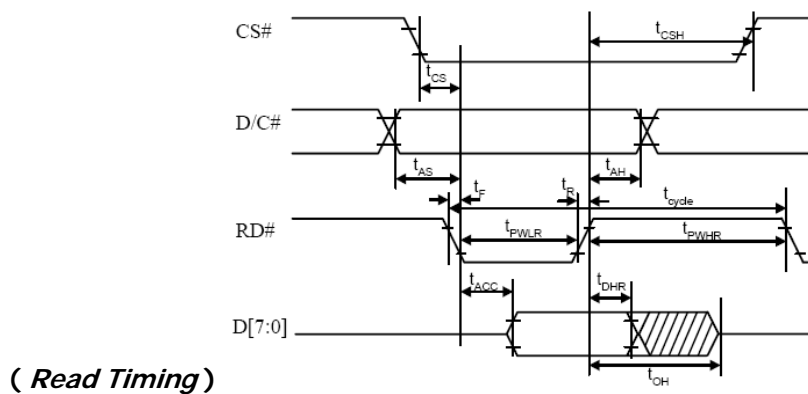 CS#
tCSH
tCS
D/C#
tAS
tAH
tF
tR
tcycle
RD#
tPWLR
tPWHR
tACC
tDHR
D[7:0]
tOH
( Read Timing )